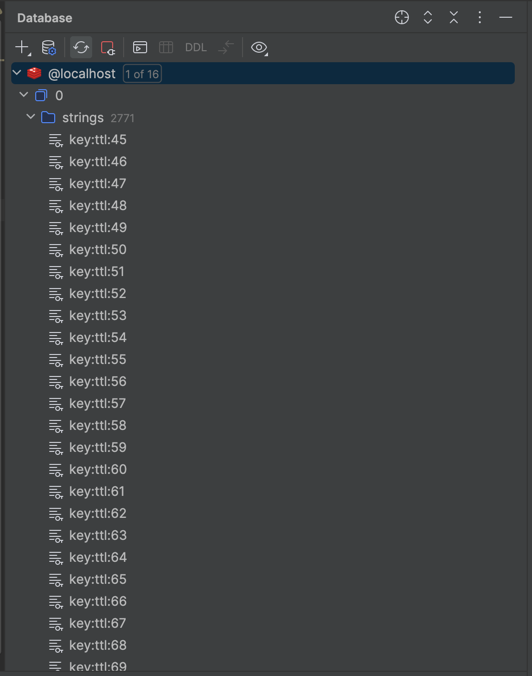 Database
DDL
@localhost 1 of 16
0
strings 2771
key:ttl:45
key:ttl:46
key:ttl:47
key:ttl:48
key:ttl:49
key:ttl:50
key:ttl:51
key:ttl:52
key:ttl:53
key:ttl:54
key:ttl:55
key:ttl:56
key:ttl:57
key:ttl:58
key:ttl:59
key:ttl:60
key:ttl:61
key:ttl:62
key:ttl:63
key:ttl:64
key:ttl:65
key:ttl:66
key:ttl:67
key:ttl:68
key:ttl:69